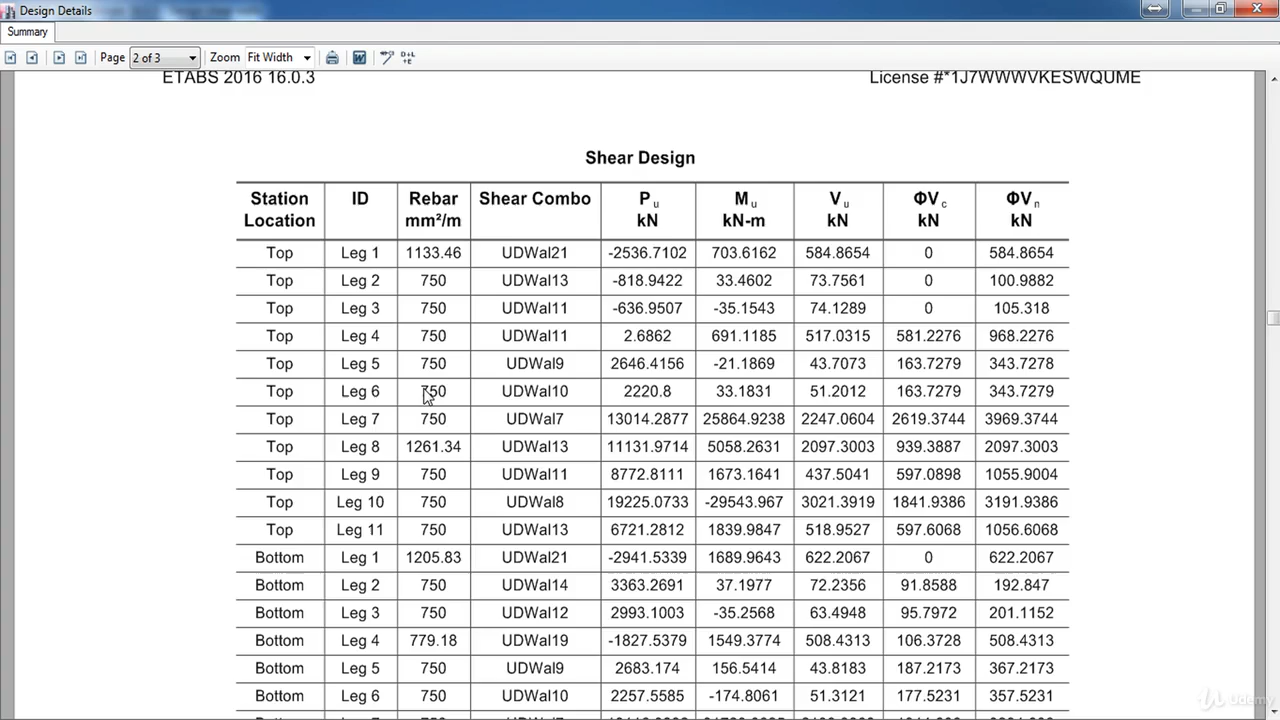 Design Details
Summary
Page 2 of 3 Zoom Fit Width
ETABS 2016 16.0.3 License #*1J7WWWVKESWQUME
Shear Design
Station Location ID Rebar mm²/m Shear Combo Pu kN Mu kN-m Vu kN ΦVc kN ΦVn kN
Top Leg 1 1133.46 UDWal21 -2536.7102 703.6162 584.8654 0 584.8654
Top Leg 2 750 UDWal13 -818.9422 33.4602 73.7561 0 100.9882
Top Leg 3 750 UDWal11 -636.9507 -35.1543 74.1289 0 105.318
Top Leg 4 750 UDWal11 2.6862 691.1185 517.0315 581.2276 968.2276
Top Leg 5 750 UDWal9 2646.4156 -21.1869 43.7073 163.7279 343.7278
Top Leg 6 750 UDWal10 2220.8 33.1831 51.2012 163.7279 343.7279
Top Leg 7 750 UDWal7 13014.2877 25864.9238 2247.0604 2619.3744 3969.3744
Top Leg 8 1261.34 UDWal13 11131.9714 5058.2631 2097.3003 939.3887 2097.3003
Top Leg 9 750 UDWal11 8772.8111 1673.1641 437.5041 597.0898 1055.9004
Top Leg 10 750 UDWal8 19225.0733 -29543.967 3021.3919 1841.9386 3191.9386
Top Leg 11 750 UDWal13 6721.2812 1839.9847 518.9527 597.6068 1056.6068
Bottom Leg 1 1205.83 UDWal21 -2941.5339 1689.9643 622.2067 0 622.2067
Bottom Leg 2 750 UDWal14 3363.2691 37.1977 72.2356 91.8588 192.847
Bottom Leg 3 750 UDWal12 2993.1003 -35.2568 63.4948 95.7972 201.1152
Bottom Leg 4 779.18 UDWal19 -1827.5379 1549.3774 508.4313 106.3728 508.4313
Bottom Leg 5 750 UDWal9 2683.174 156.5414 43.8183 187.2173 367.2173
Bottom Leg 6 750 UDWal10 2257.5585 -174.8061 51.3121 177.5231 357.5231
Udemy